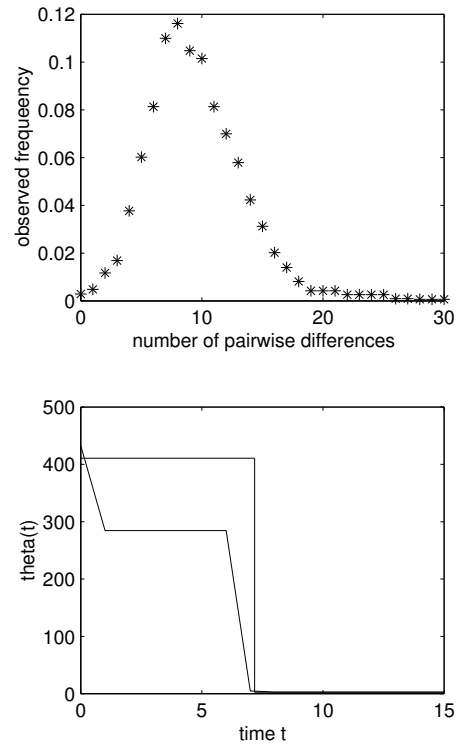 0.12
0.1
0.08
0.06
0.04
0.02
0
observed frequeency
0 10 20 30
number of pairwise differences
500
400
300
200
100
0
theta(t)
0 5 10 15
time t